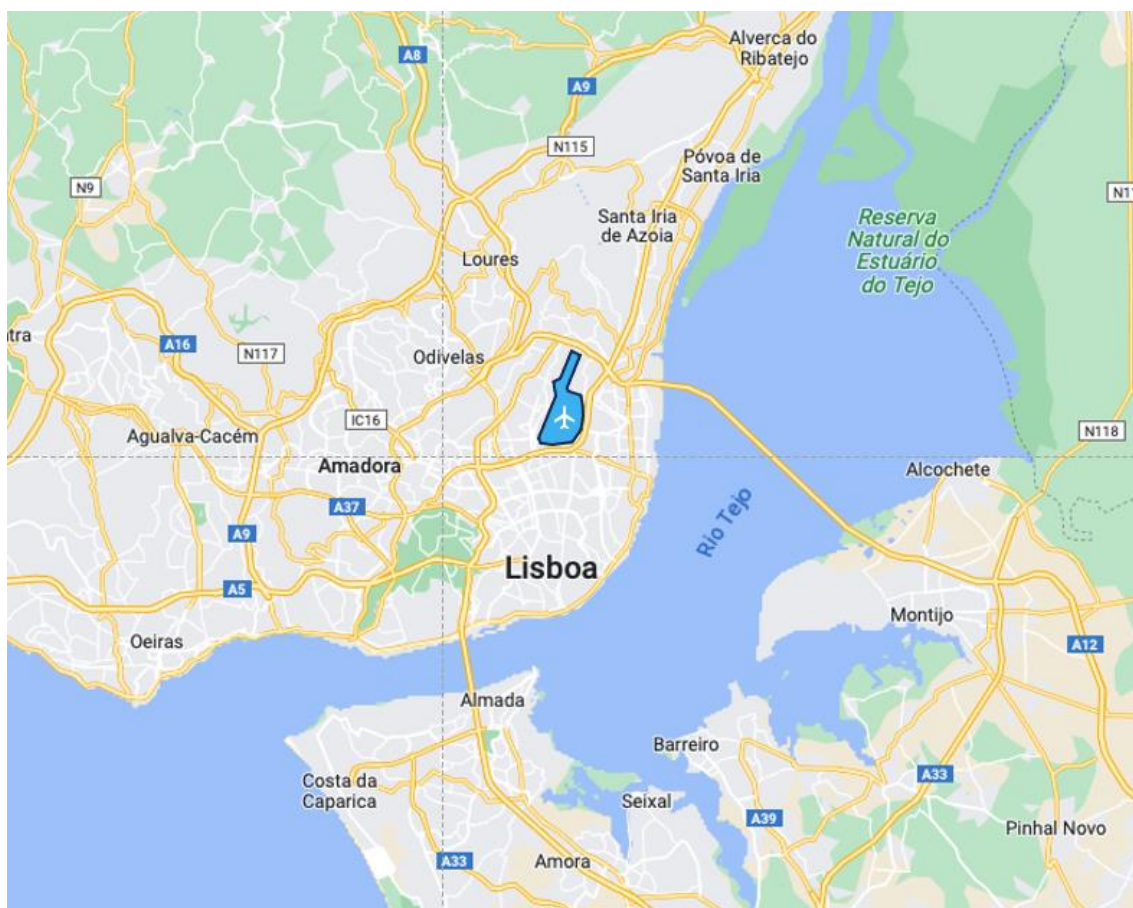 Alverca do
Ribatejo
A8
A9
N115
Póvoa de
Santa Iria
N9
Santa Iria
de Azoia
Reserva
Natural do
Estuário
do Tejo
Loures
A16
N117
Odivelas
IC16
Agualva-Cacém
N118
Amadora
Alcochete
A37
Rio Tejo
A9
Lisboa
A5
Montijo
Oeiras
A12
Almada
Barreiro
A33
Costa da
Caparica
Seixal
A39
Pinhal Novo
A33
Amora